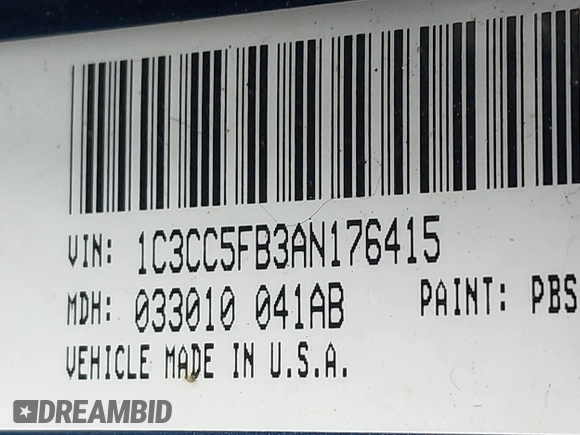 VIN: 1C3CC5FB3AN176415
MDH: 033010 041AB PAINT: PBS
VEHICLE MADE IN U.S.A.
DREAMBID